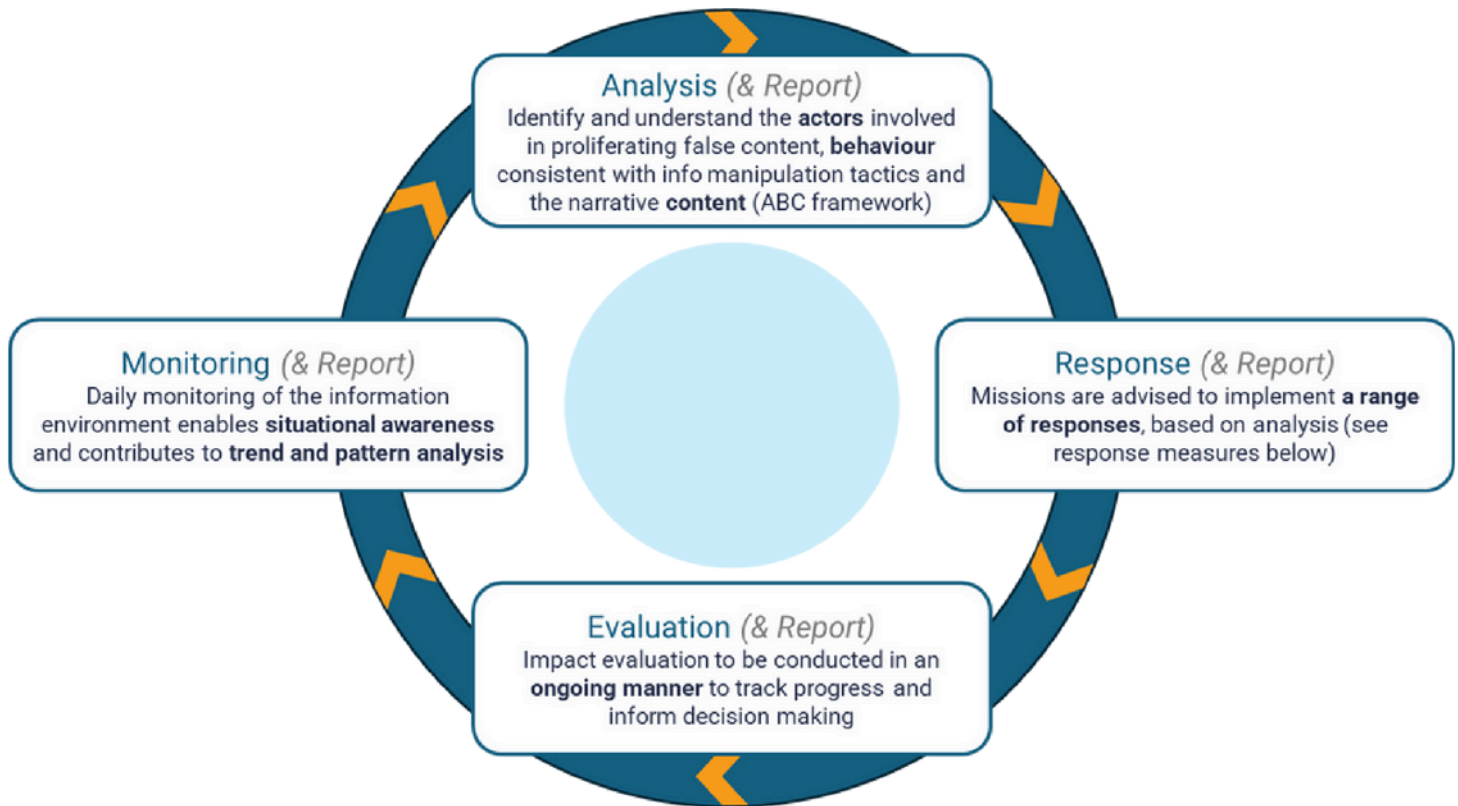 Analysis (& Report)
Identify and understand the actors involved
in proliferating false content, behaviour
consistent with info manipulation tactics and
the narrative content (ABC framework)
Monitoring (& Report)
Daily monitoring of the information
environment enables situational awareness
and contributes to trend and pattern analysis
Response (& Report)
Missions are advised to implement a range
of responses, based on analysis (see
response measures below)
Evaluation (& Report)
Impact evaluation to be conducted in an
ongoing manner to track progress and
inform decision making